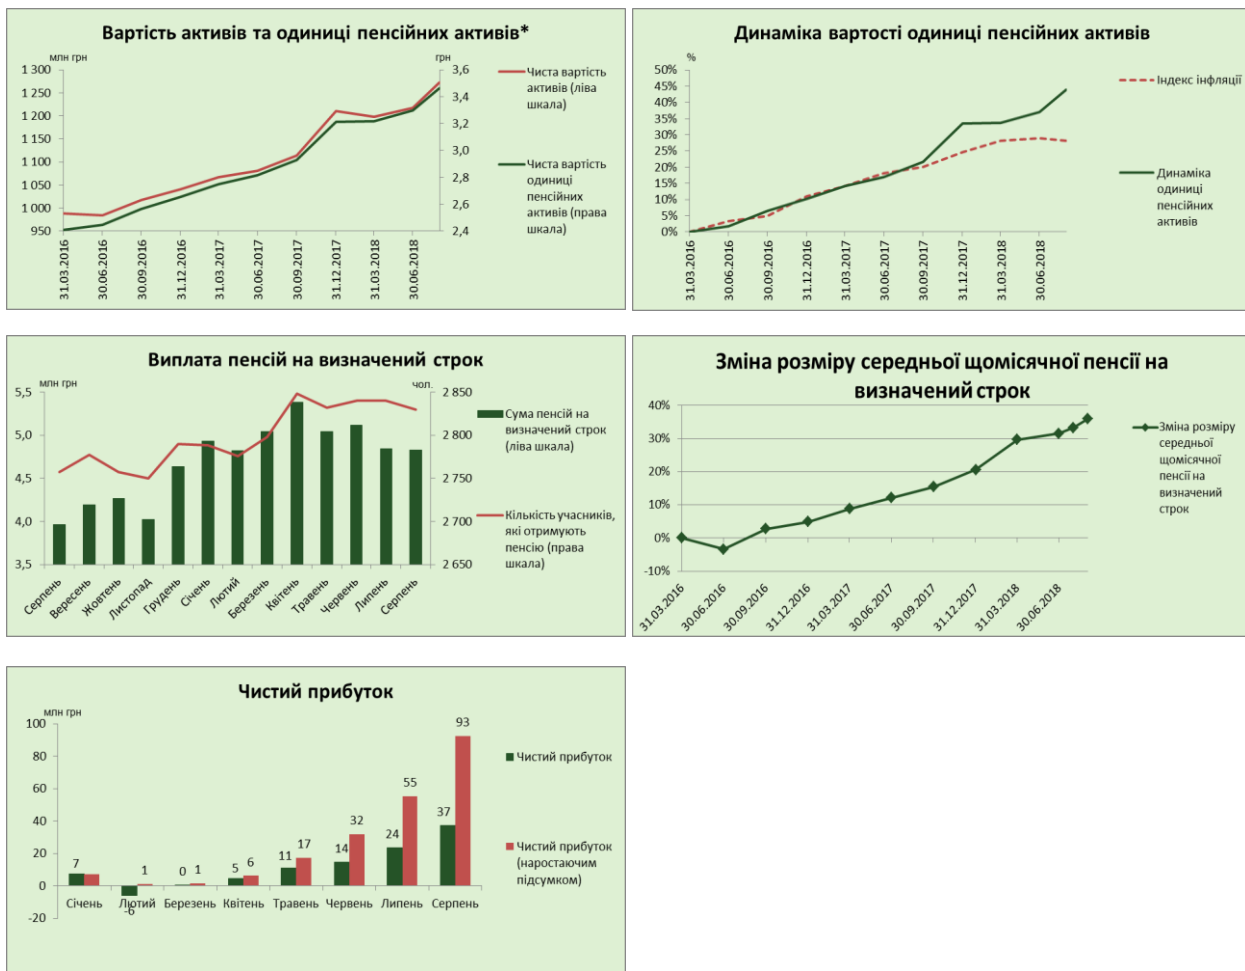 Вартість активів та одиниці пенсійних активів*
млн грн
грн
1 300
1 250
1 200
1 150
1 100
1 050
1 000
950
3,6
3,4
3,2
3,0
2,8
2,6
2,4
31.03.2016
30.06.2016
30.09.2016
31.12.2016
31.03.2017
30.06.2017
30.09.2017
31.12.2017
31.03.2018
30.06.2018
Чиста вартість
активів (ліва
шкала)
Чиста вартість
одиниці
пенсійних
активів (права
шкала)
Динаміка вартості одиниці пенсійних активів
%
50%
45%
40%
35%
30%
25%
20%
15%
10%
5%
0%
31.03.2016
30.06.2016
30.09.2016
31.12.2016
31.03.2017
30.06.2017
30.09.2017
31.12.2017
31.03.2018
30.06.2018
Індекс інфляції
Динаміка
одиниці
пенсійних
активів
Виплата пенсій на визначений строк
млн грн
чол.
5,5
5,0
4,5
4,0
3,5
2 850
2 800
2 750
2 700
2 650
Серпень
Вересень
Жовтень
Листопад
Грудень
Січень
Лютий
Березень
Квітень
Травень
Червень
Липень
Серпень
Сума пенсій на
визначений строк
(ліва шкала)
Кількість учасників,
які отримують
пенсію (права
шкала)
Зміна розміру середньої щомісячної пенсії на
визначений строк
40%
30%
20%
10%
0%
-10%
31.03.2016
30.06.2016
30.09.2016
31.12.2016
31.03.2017
30.06.2017
30.09.2017
31.12.2017
31.03.2018
30.06.2018
Зміна розміру
середньої
щомісячної
пенсії на
визначений
строк
Чистий прибуток
млн грн
100
80
60
40
20
0
-20
7
-6
1
0
1
5
6
11
17
14
32
24
55
37
93
Січень
Лютий
Березень
Квітень
Травень
Червень
Липень
Серпень
Чистий прибуток
Чистий прибуток
(наростаючим
підсумком)